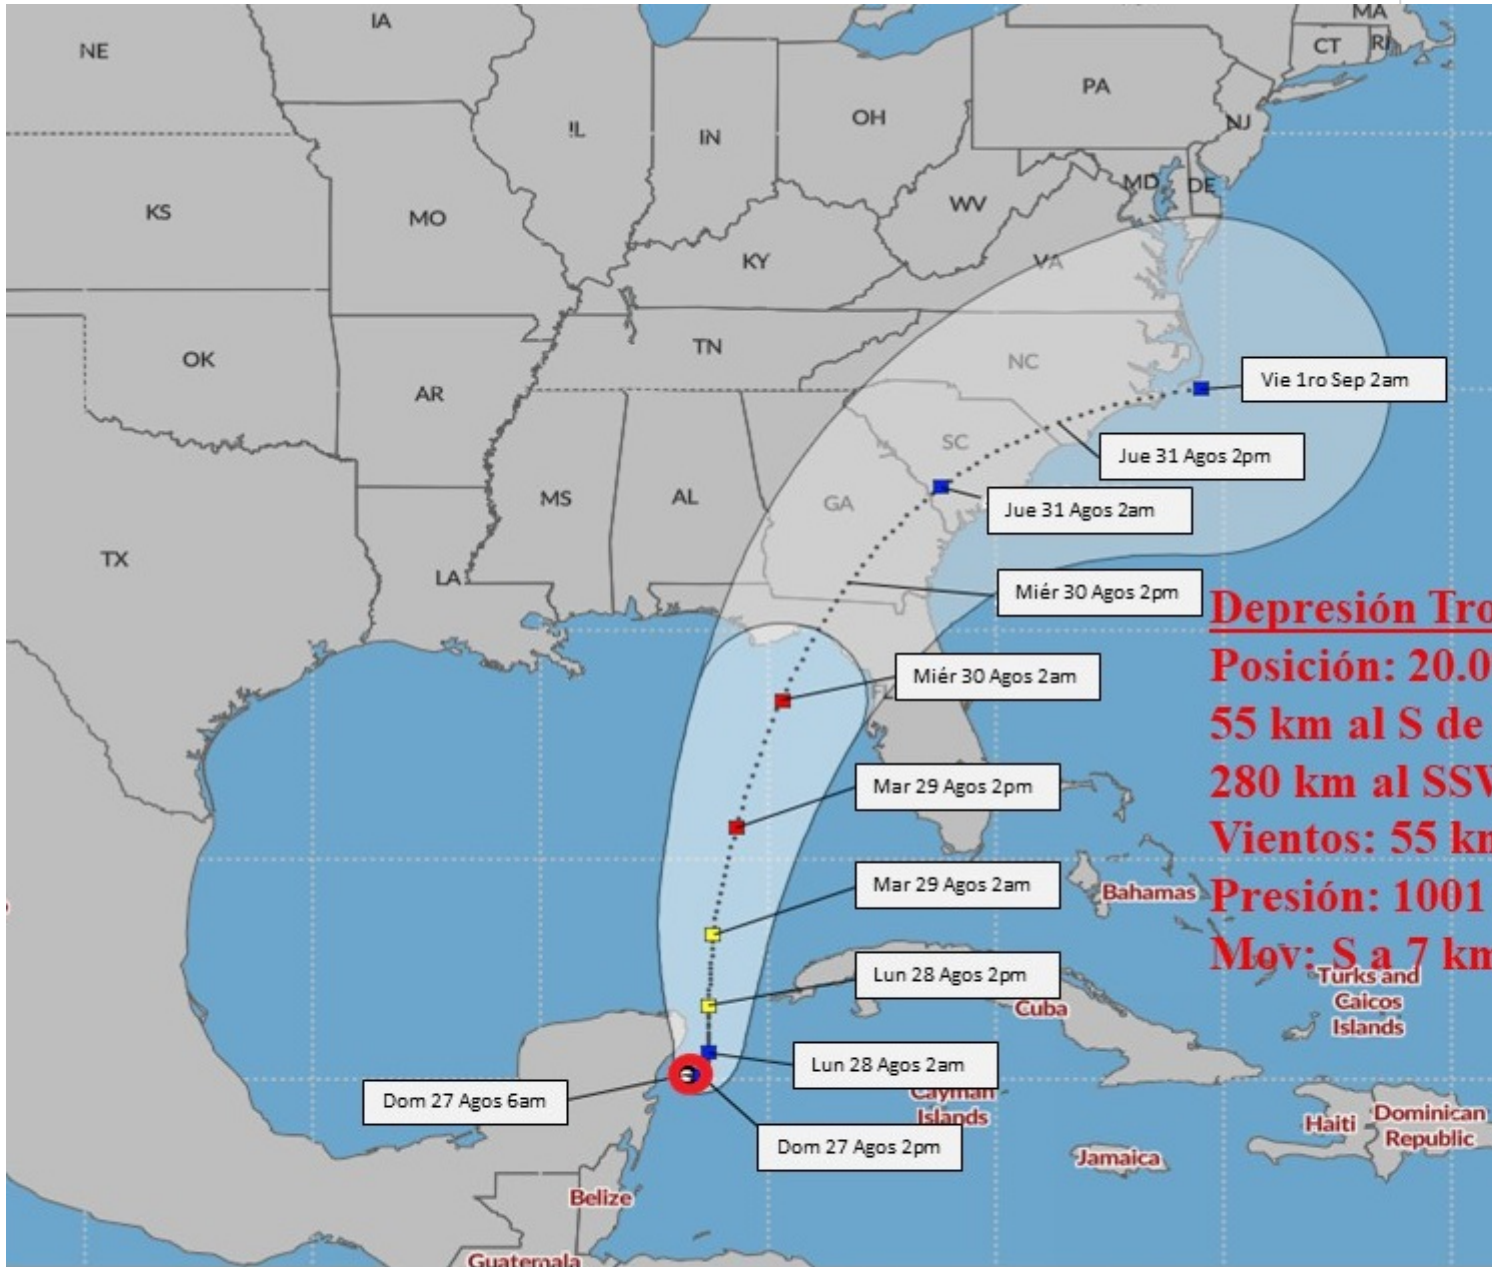 IA
MA
NE
CT
RI
PA
OH
NJ
IL
IN
MD
DE
WV
KS
MO
KY
VA
TN
NC
OK
AR
Vie 1ro Sep 2am
SC
Jue 31 Agos 2pm
MS
AL
GA
Jue 31 Agos 2am
TX
LA
Miér 30 Agos 2pm
Depresión Tro
Posición: 20.0
55 km al S de
280 km al SSW
Vientos: 55 km
Presión: 1001
Mov: S a 7 km
Miér 30 Agos 2am
FL
Mar 29 Agos 2pm
Mar 29 Agos 2am
Bahamas
Lun 28 Agos 2pm
Turks and
Caicos
Islands
Cuba
Lun 28 Agos 2am
Cayman
Islands
Dom 27 Agos 6am
Dom 27 Agos 2pm
Haiti
Dominican
Republic
Jamaica
Belize
Guatemala